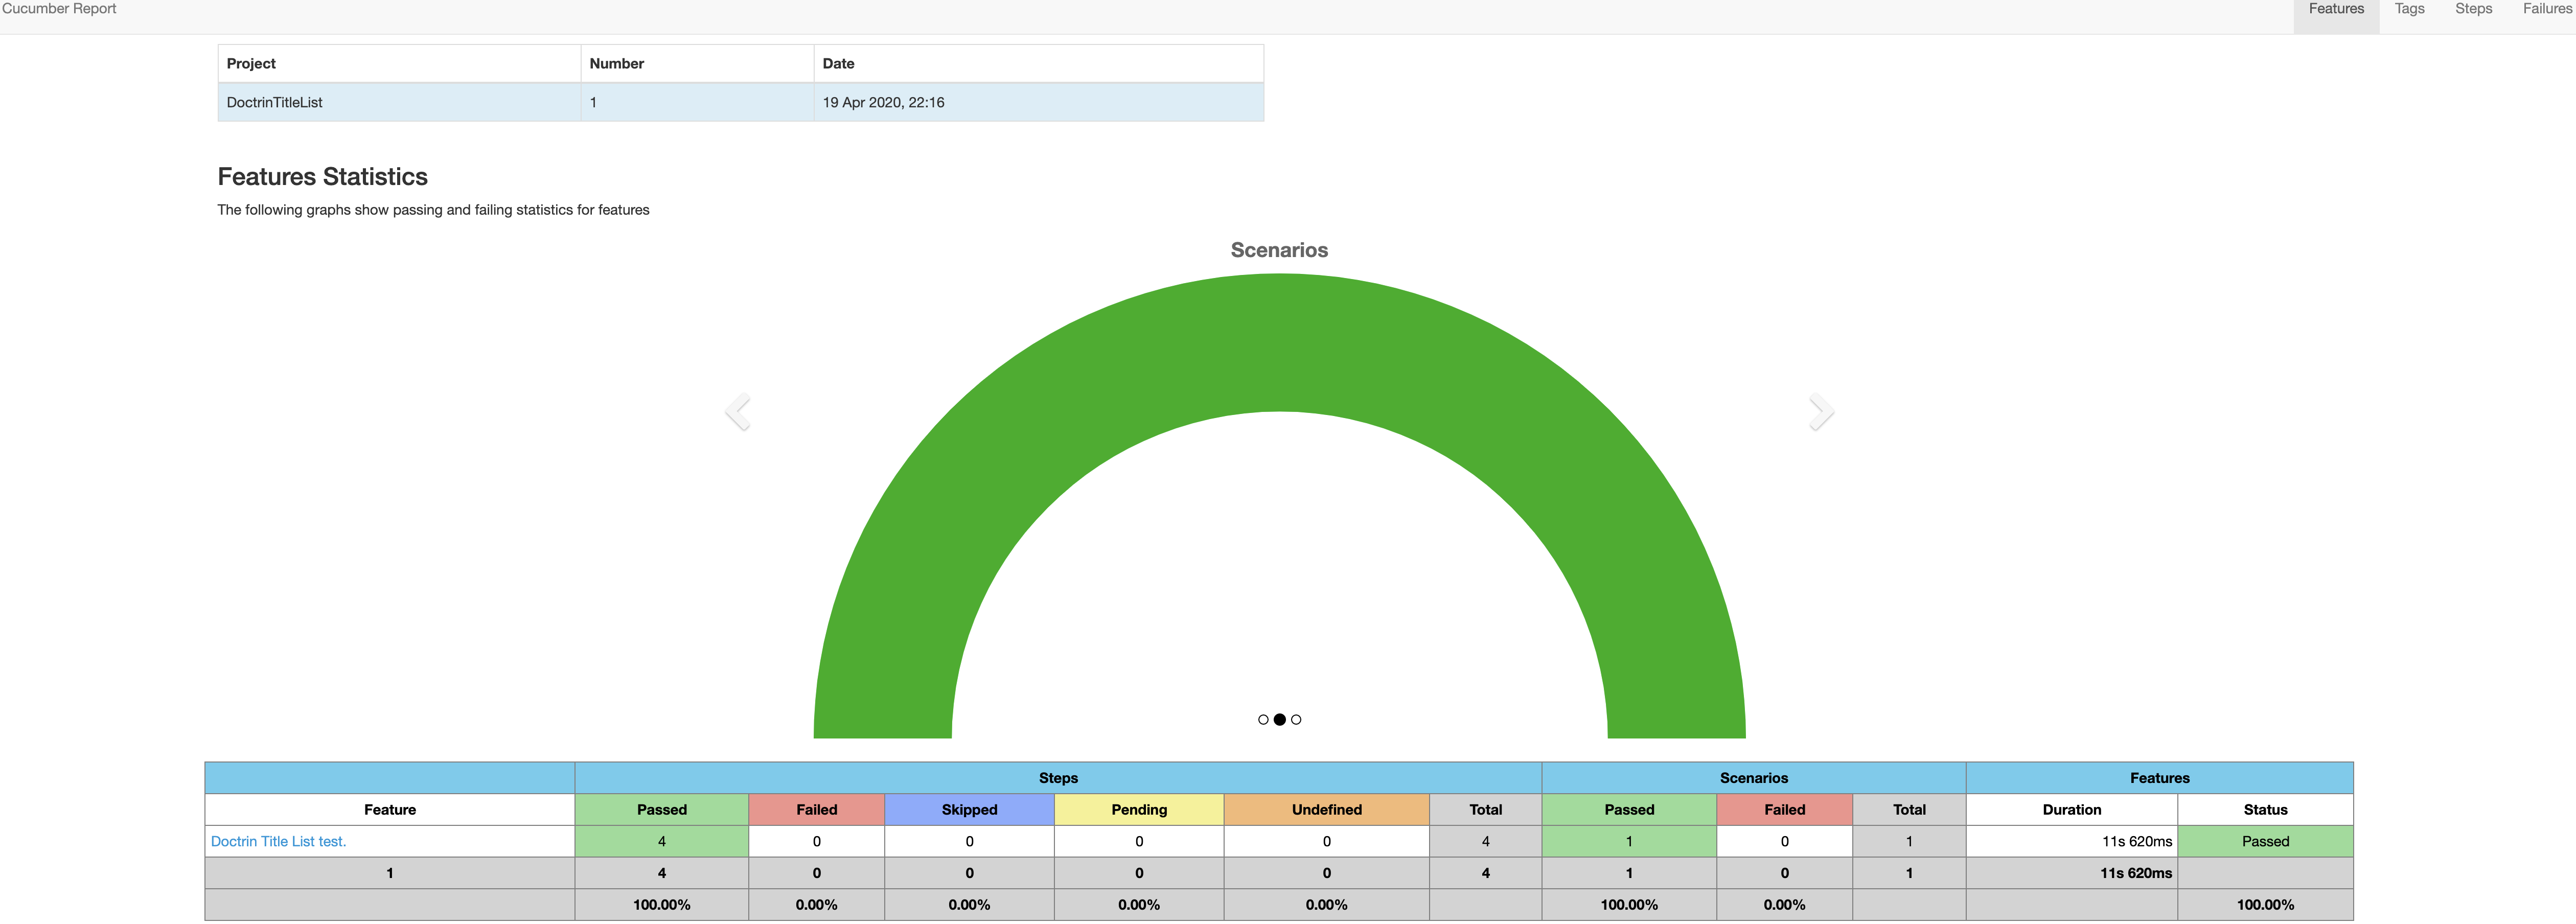 Cucumber Report Features Tags Steps Failures
Project Number Date
DoctrinTitleList 1 19 Apr 2020, 22:16
Features Statistics
The following graphs show passing and failing statistics for features
Scenarios
Steps Scenarios Features
Feature Passed Failed Skipped Pending Undefined Total Passed Failed Total Duration Status
Doctrin Title List test. 4 0 0 0 0 4 1 0 1 11s 620ms Passed
1 4 0 0 0 0 4 1 0 1 11s 620ms
100.00% 0.00% 0.00% 0.00% 0.00% 100.00% 0.00% 100.00%